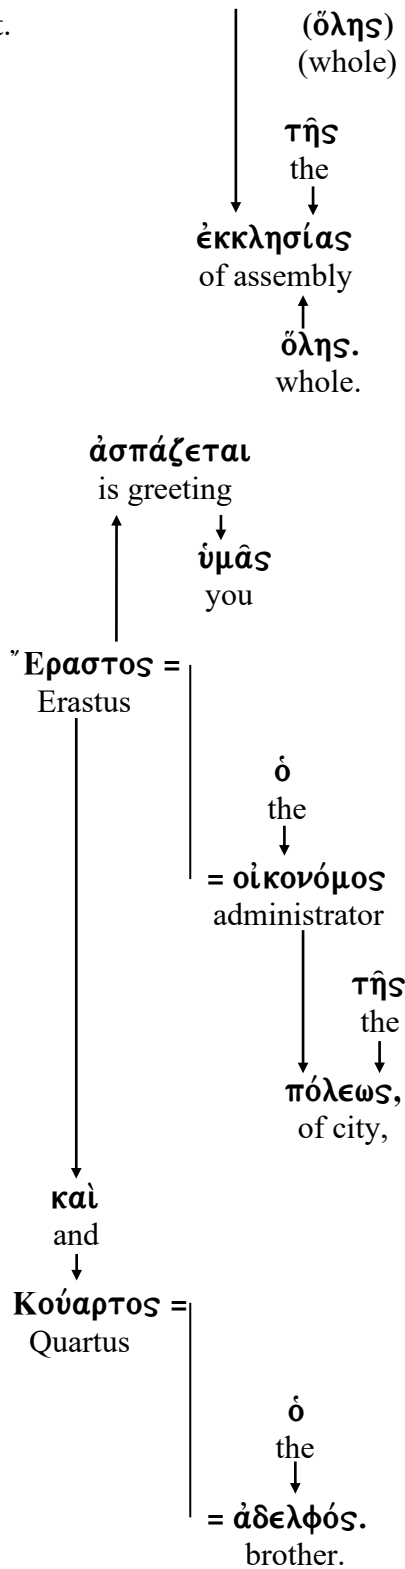 t.
(ὅλης)
(whole)
τῆς
the
ἐκκλησίας
of assembly
ὅλης.
whole.
ἀσπάζεται
is greeting
ὑμᾶς
you
῎Εραστος =
Erastus
ὁ
the
= οἰκονόμος
administrator
τῆς
the
πόλεως,
of city,
καὶ
and
Κούαρτος =
Quartus
ὁ
the
= ἀδελφός.
brother.